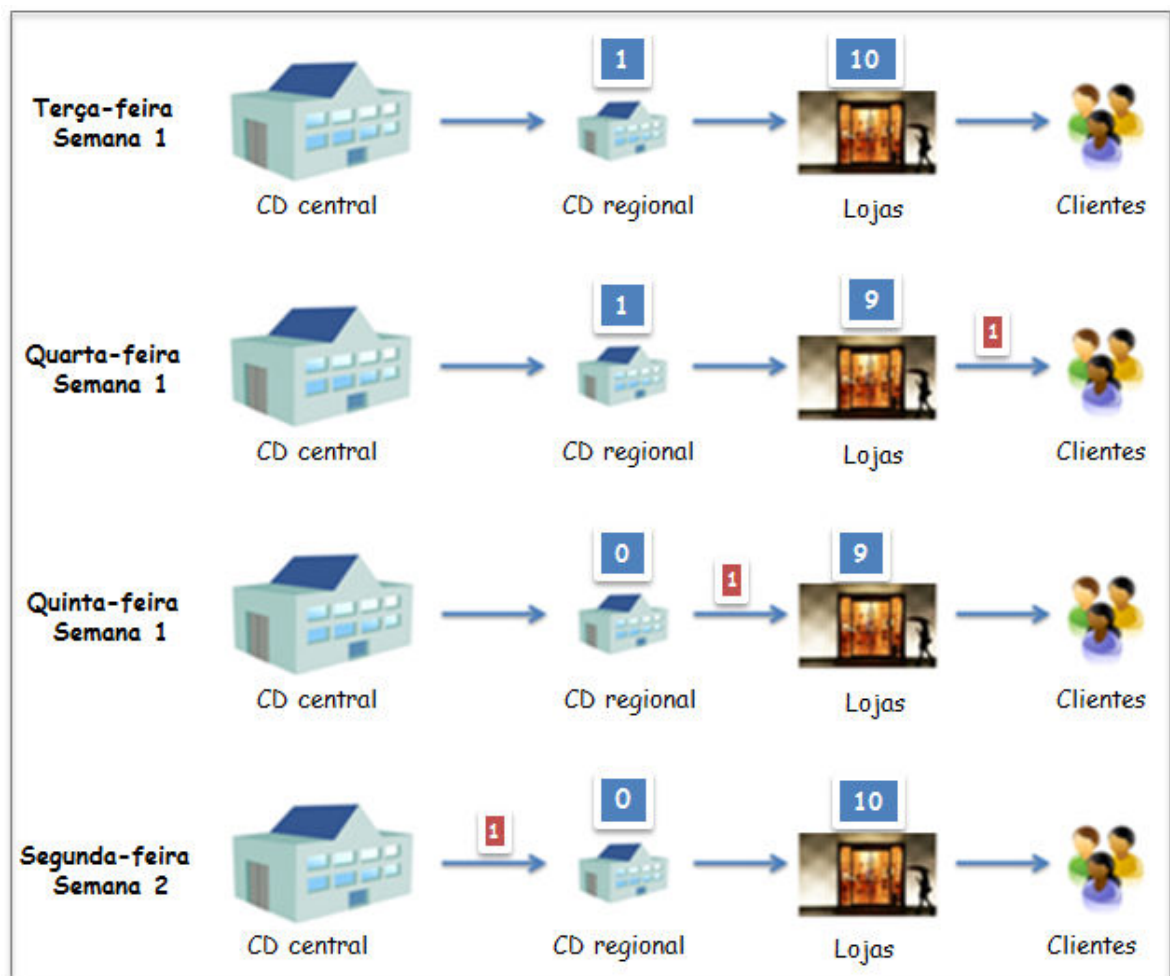 1
10
Terça-feira
Semana 1
CD central
CD regional
Lojas
Clientes
1
9
1
Quarta-feira
Semana 1
CD central
CD regional
Lojas
Clientes
0
9
1
Quinta-feira
Semana 1
CD central
CD regional
Lojas
Clientes
0
10
1
Segunda-feira
Semana 2
CD central
CD regional
Lojas
Clientes